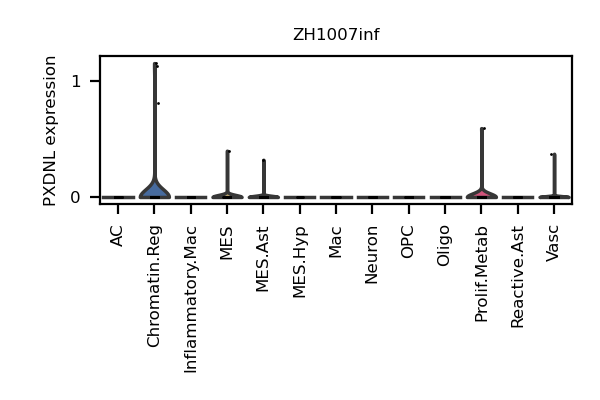 ZH1007inf
PXDNL expression
1
0
AC
Chromatin.Reg
Inflammatory.Mac
MES
MES.Ast
MES.Hyp
Mac
Neuron
OPC
Oligo
Prolif.Metab
Reactive.Ast
Vasc